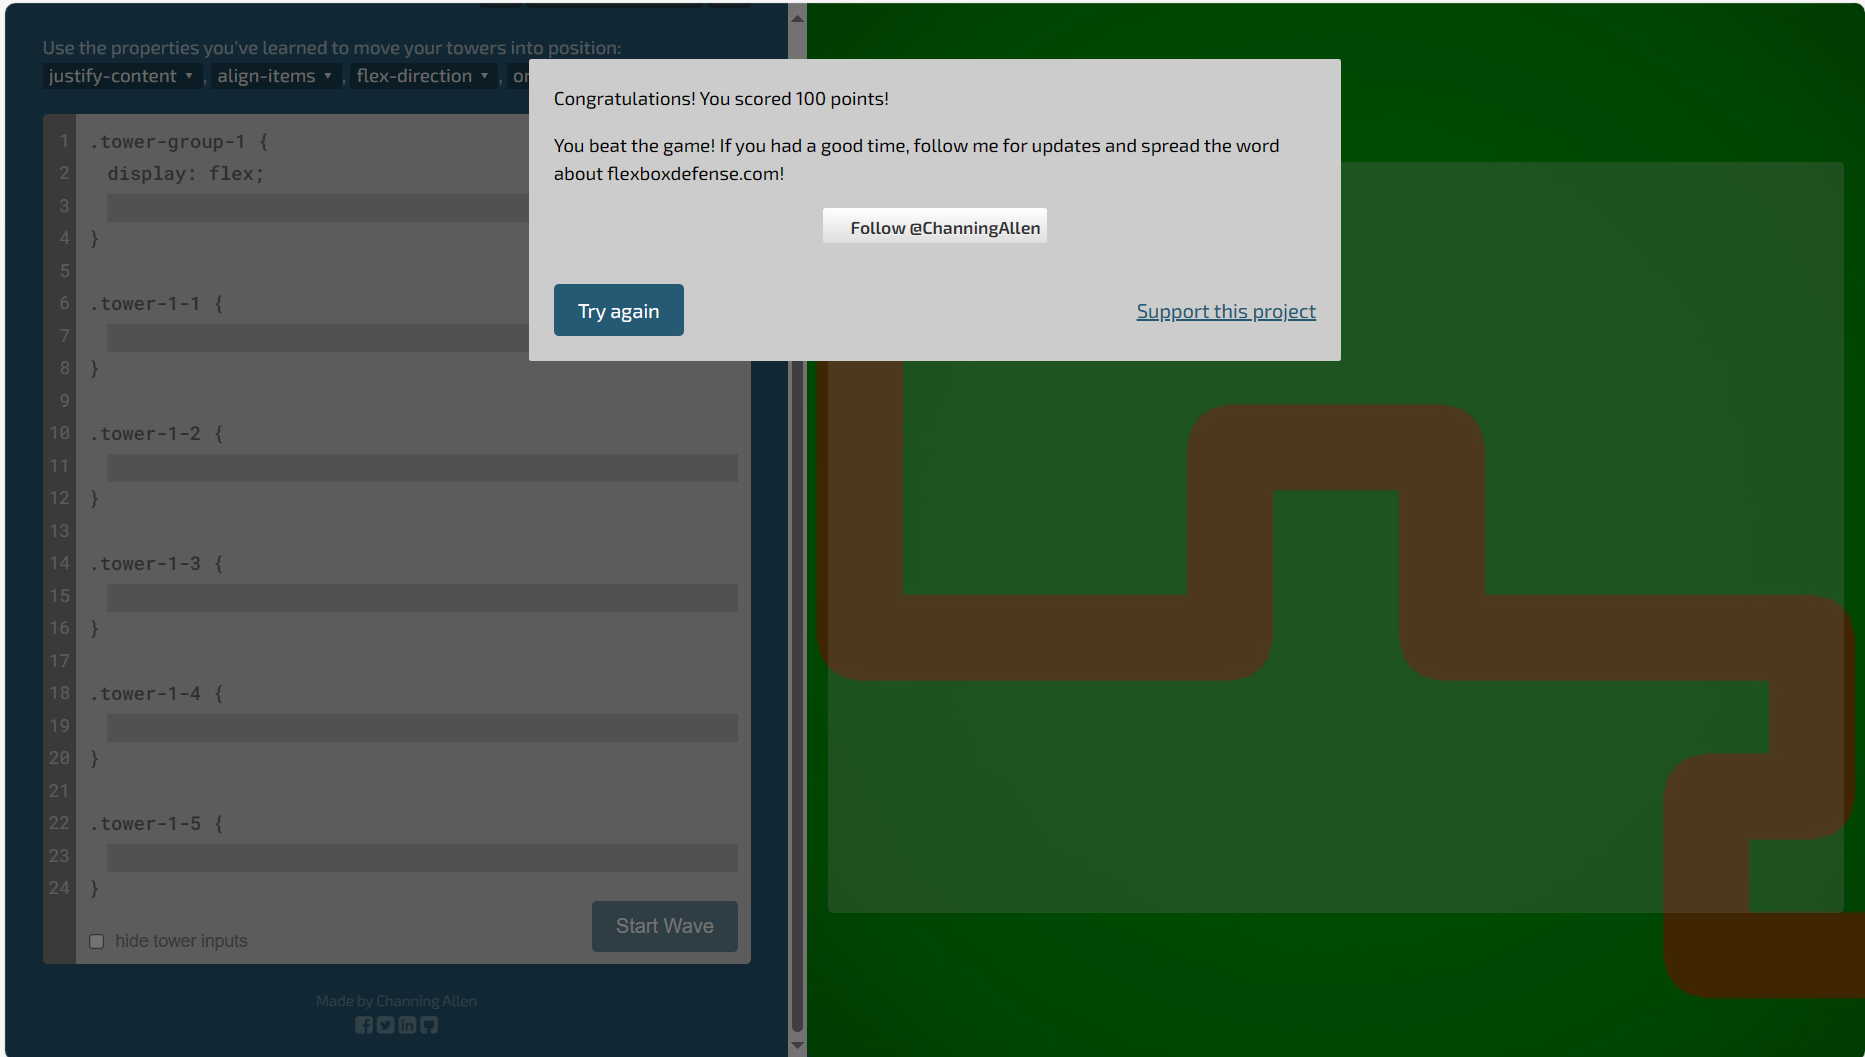 Use the properties you've learned to move your towers into position:
justify-content ▾ , align-items ▾ , flex-direction ▾ , or
Congratulations! You scored 100 points!
You beat the game! If you had a good time, follow me for updates and spread the word
about flexboxdefense.com!
Follow @ChanningAllen
Try again
Support this project
1 .tower-group-1 {
2 display: flex;
3
4 }
5
6 .tower-1-1 {
7
8 }
9
10 .tower-1-2 {
11
12 }
13
14 .tower-1-3 {
15
16 }
17
18 .tower-1-4 {
19
20 }
21
22 .tower-1-5 {
23
24 }
hide tower inputs
Start Wave
Made by Channing Allen